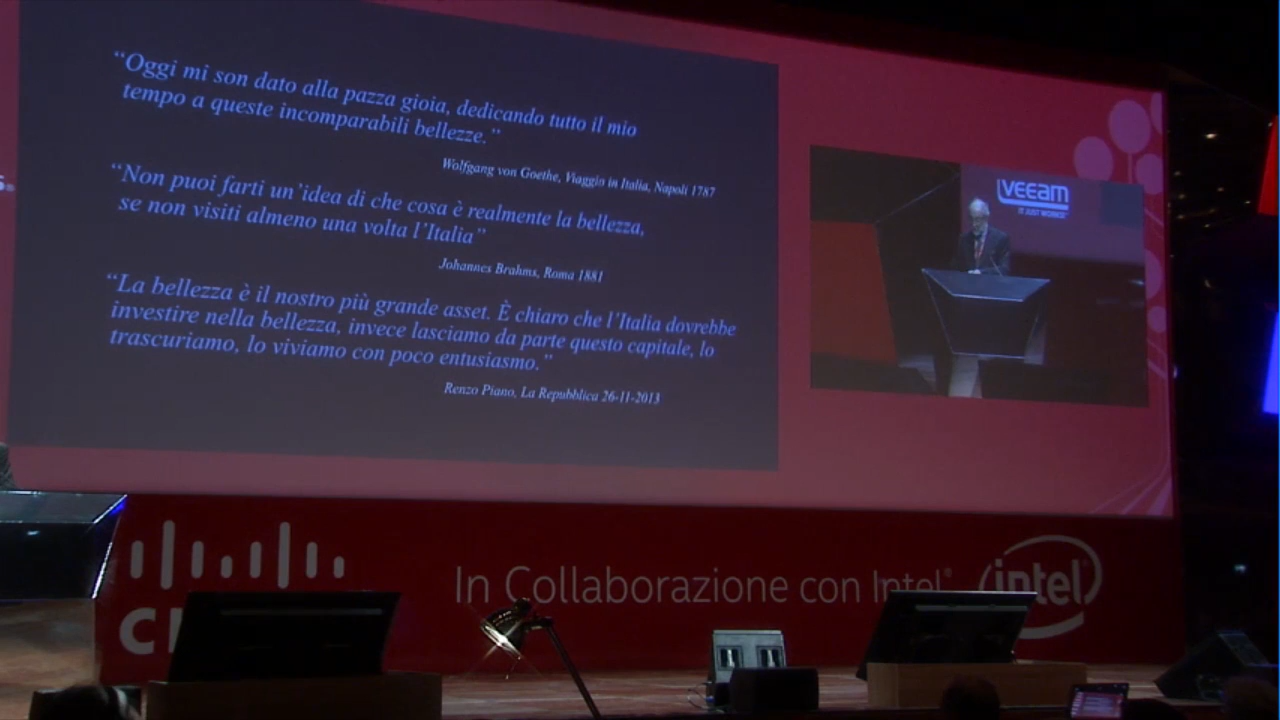 “Oggi mi son dato alla pazza gioia, dedicando tutto il mio
tempo a queste incomparabili bellezze.”
Wolfgang von Goethe, Viaggio in Italia, Napoli 1787
“Non puoi farti un’idea di che cosa è realmente la bellezza,
se non visiti almeno una volta l’Italia”
Johannes Brahms, Roma 1881
“La bellezza è il nostro più grande asset. È chiaro che l’Italia dovrebbe
investire nella bellezza, invece lasciamo da parte questo capitale, lo
trascuriamo, lo viviamo con poco entusiasmo.”
Renzo Piano, La Repubblica 26-11-2013
veeam
IT JUST WORKS!
In Collaborazione con Intel®
intel